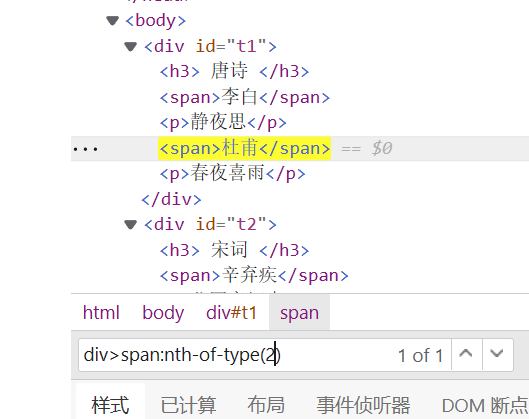 <body>
<div id="t1">
<h3> 唐诗 </h3>
<span>李白</span>
<p>静夜思</p>
··· <span>杜甫</span> == $0
<p>春夜喜雨</p>
</div>
<div id="t2">
<h3> 宋词 </h3>
<span>辛弃疾</span>
html body div#t1 span
div>span:nth-of-type(2) 1 of 1
样式 已计算 布局 事件侦听器 DOM 断点